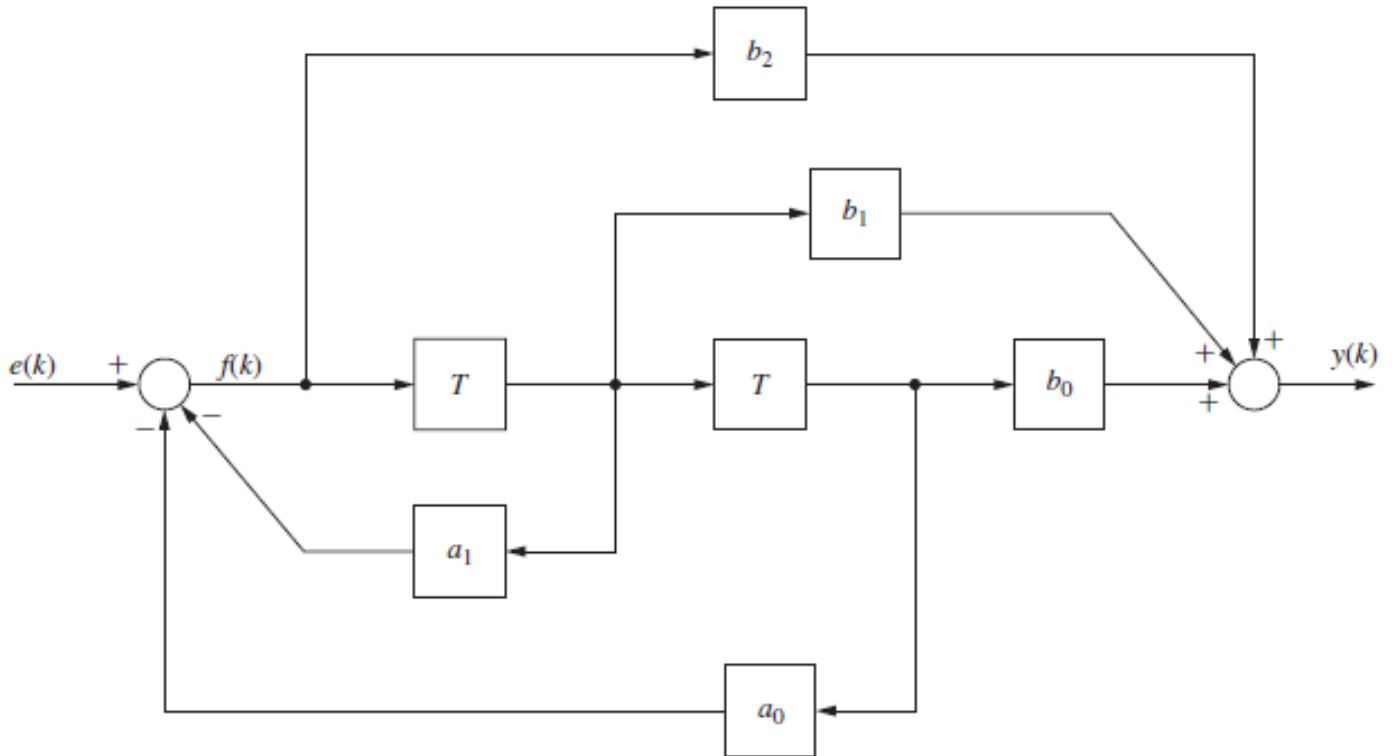 b₂
b₁
e(k) + f(k) T T b₀ + + + y(k)
− −
a₁
a₀